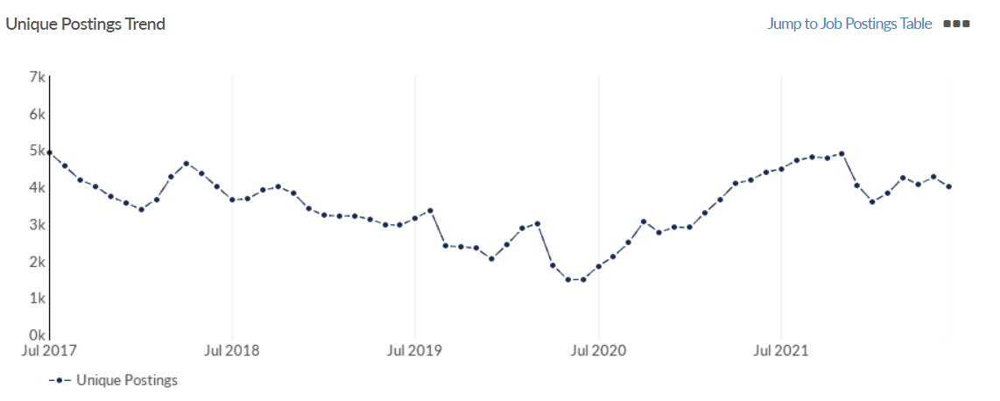 Unique Postings Trend
Jump to Job Postings Table
7k
6k
5k
4k
3k
2k
1k
0k
Jul 2017 Jul 2018 Jul 2019 Jul 2020 Jul 2021
Unique Postings